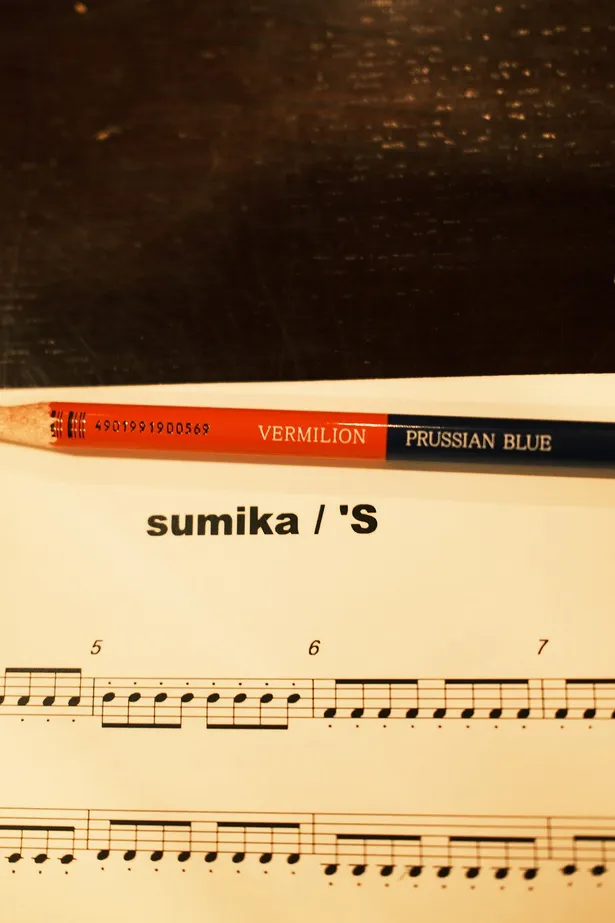 4901991900569 VERMILION PRUSSIAN BLUE
sumika / 'S
5 6 7